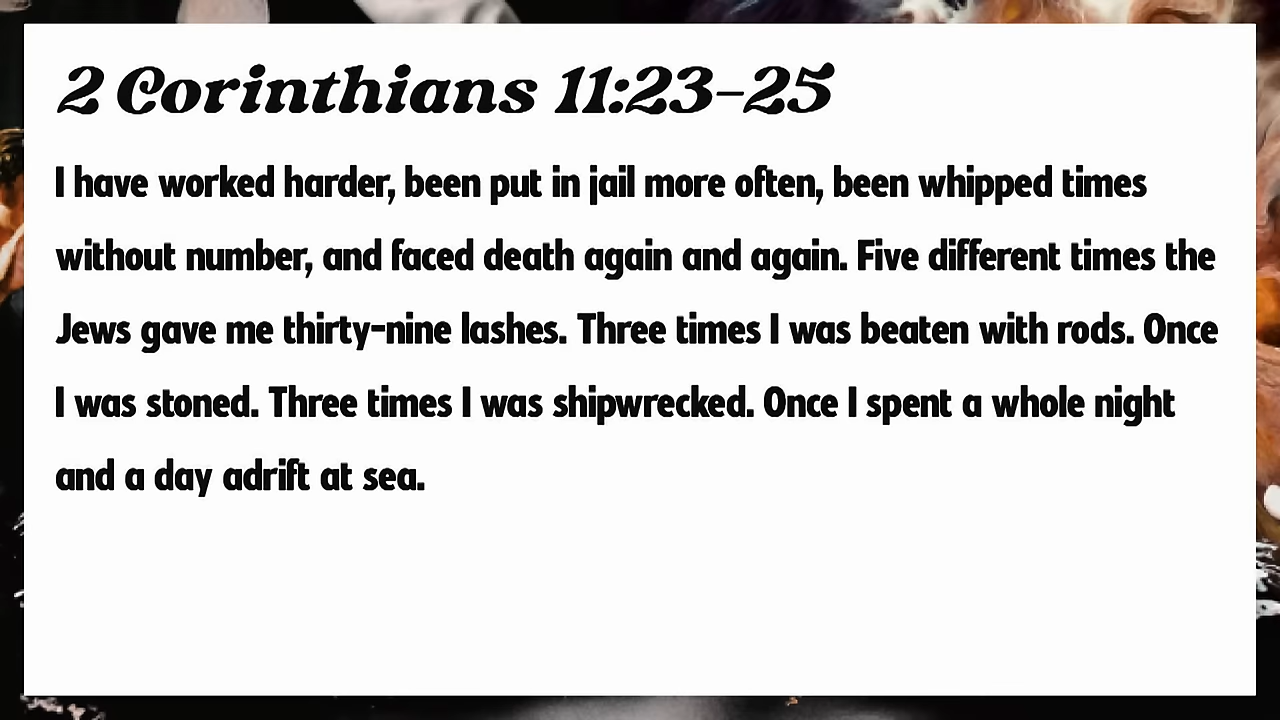 2 Corinthians 11:23-25
I have worked harder, been put in jail more often, been whipped times
without number, and faced death again and again. Five different times the
Jews gave me thirty-nine lashes. Three times I was beaten with rods. Once
I was stoned. Three times I was shipwrecked. Once I spent a whole night
and a day adrift at sea.